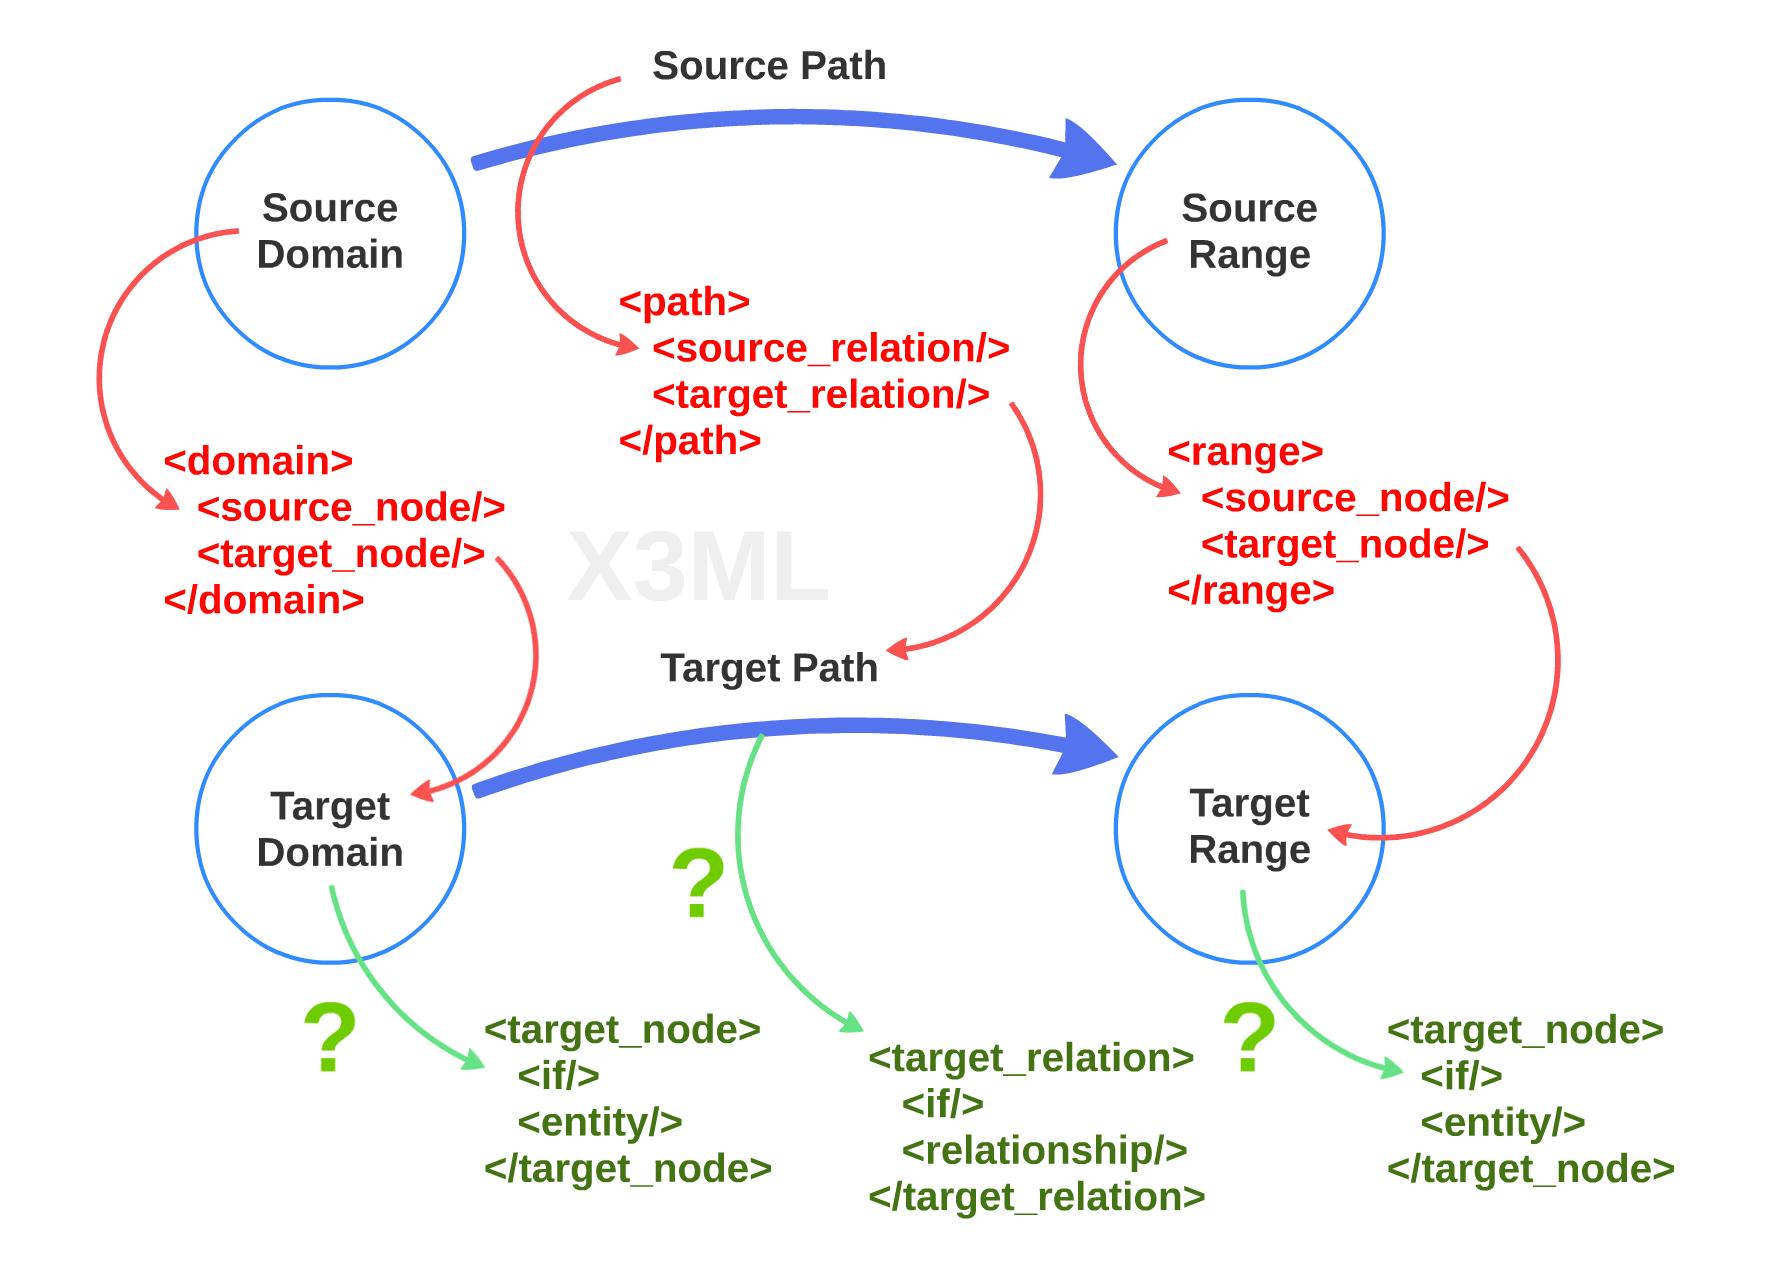 Source Path
Source
Domain
Source
Range
<path>
<source_relation/>
<target_relation/>
</path>
<domain>
<source_node/>
<target_node/>
</domain>
<range>
<source_node/>
<target_node/>
</range>
X3ML
Target Path
Target
Domain
Target
Range
?
?
?
<target_node>
<if/>
<entity/>
</target_node>
<target_relation>
<if/>
<relationship/>
</target_relation>
<target_node>
<if/>
<entity/>
</target_node>